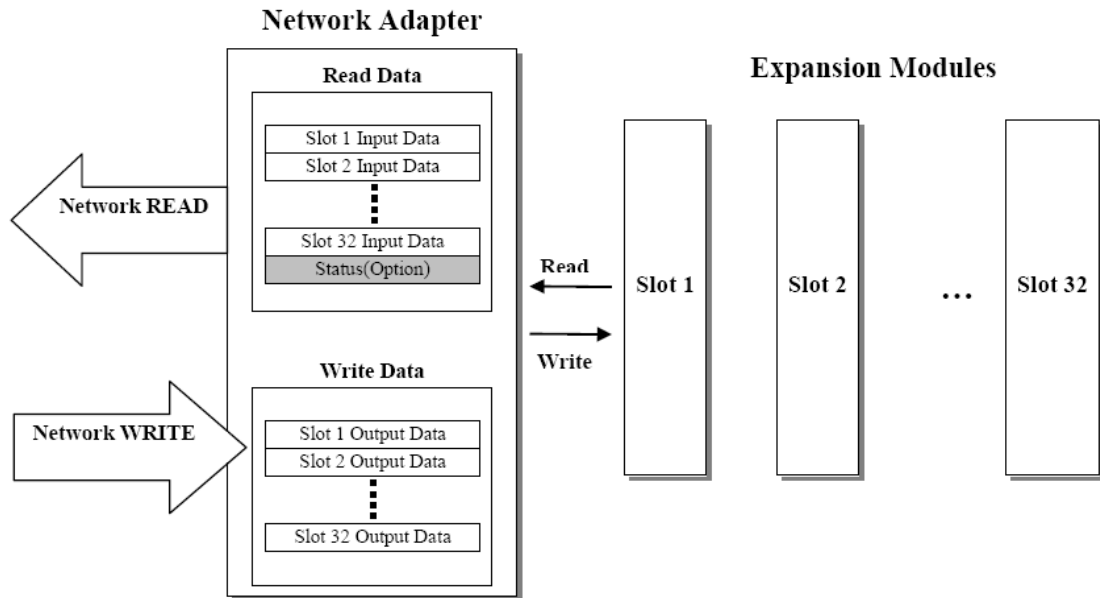 Network Adapter
Read Data
Slot 1 Input Data
Slot 2 Input Data
Slot 32 Input Data
Status(Option)
Network READ
Write Data
Slot 1 Output Data
Slot 2 Output Data
Slot 32 Output Data
Network WRITE
Read
Write
Expansion Modules
Slot 1
Slot 2
...
Slot 32